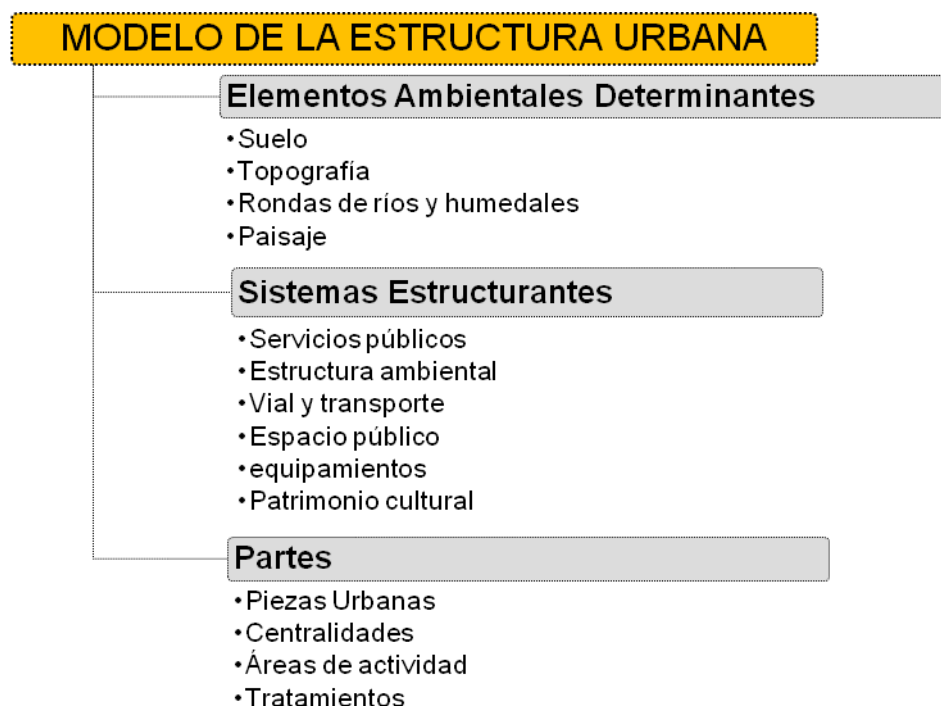 MODELO DE LA ESTRUCTURA URBANA
Elementos Ambientales Determinantes
•Suelo
•Topografía
•Rondas de ríos y humedales
•Paisaje
Sistemas Estructurantes
•Servicios públicos
•Estructura ambiental
•Vial y transporte
•Espacio público
•equipamientos
•Patrimonio cultural
Partes
•Piezas Urbanas
•Centralidades
•Áreas de actividad
•Tratamientos